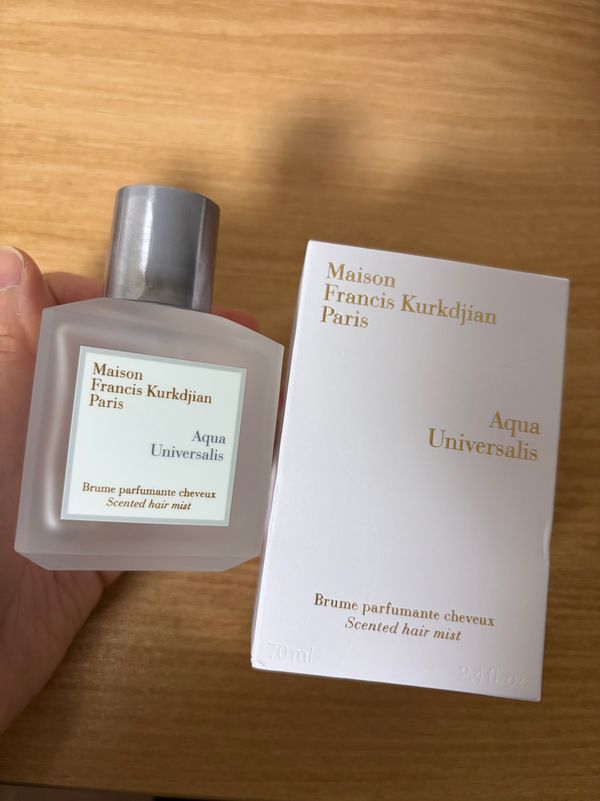 Maison
Francis Kurkdjian
Paris
Aqua
Universalis
Brume parfumante cheveux
Scented hair mist
Maison
Francis Kurkdjian
Paris
Aqua
Universalis
Brume parfumante cheveux
Scented hair mist
70 ml
2.4 fl. oz.